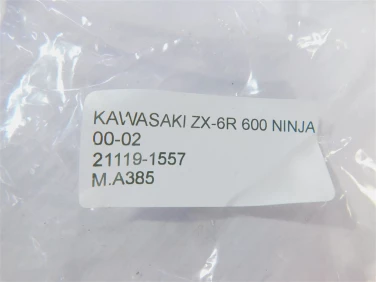 KAWASAKI ZX-6R 600 NINJA
00-02
21119-1557
M.A385